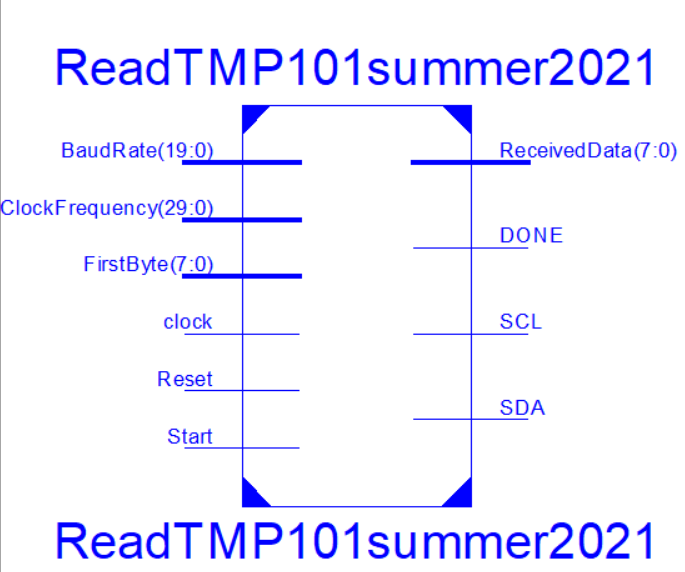 ReadTMP101summer2021
BaudRate(19:0)
ReceivedData(7:0)
ClockFrequency(29:0)
DONE
FirstByte(7:0)
clock
SCL
Reset
SDA
Start
ReadTMP101summer2021